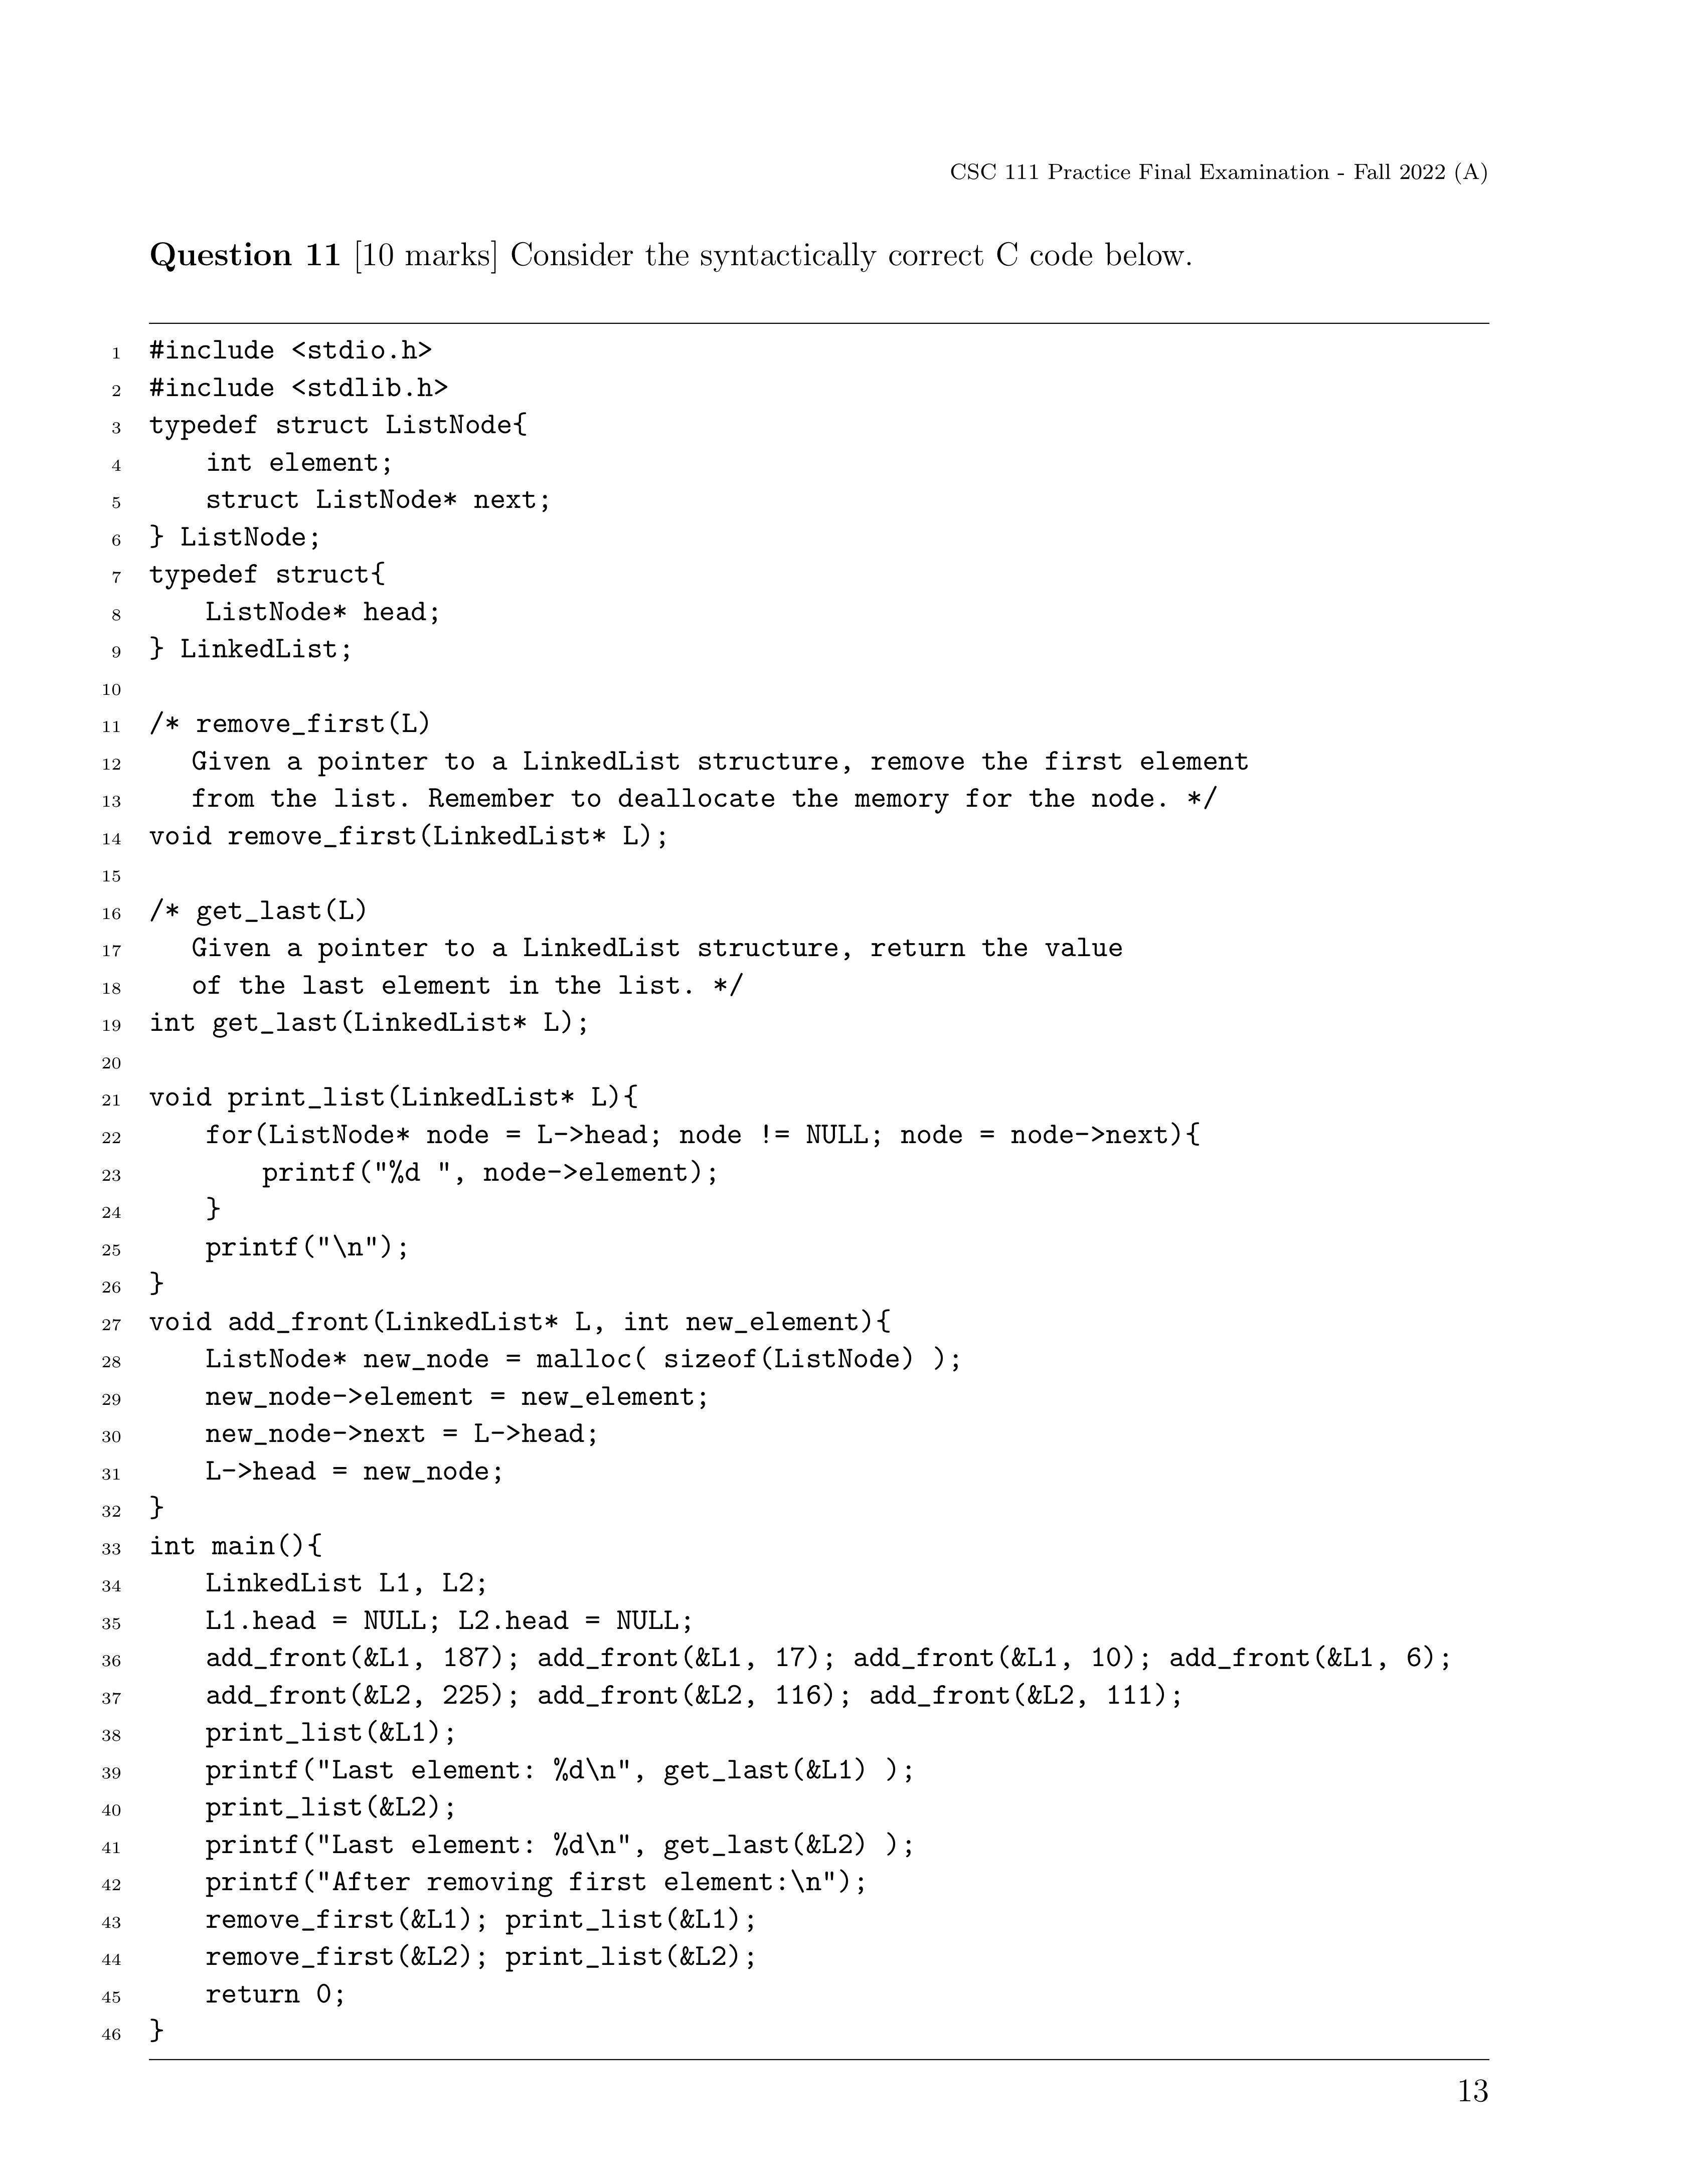 CSC 111 Practice Final Examination - Fall 2022 (A)
Question 11 [10 marks] Consider the syntactically correct C code below.
1 #include <stdio.h>
2 #include <stdlib.h>
3 typedef struct ListNode{
4     int element;
5     struct ListNode* next;
6 } ListNode;
7 typedef struct{
8     ListNode* head;
9 } LinkedList;
10
11 /* remove_first(L)
12    Given a pointer to a LinkedList structure, remove the first element
13    from the list. Remember to deallocate the memory for the node. */
14 void remove_first(LinkedList* L);
15
16 /* get_last(L)
17    Given a pointer to a LinkedList structure, return the value
18    of the last element in the list. */
19 int get_last(LinkedList* L);
20
21 void print_list(LinkedList* L){
22     for(ListNode* node = L->head; node != NULL; node = node->next){
23         printf("%d ", node->element);
24     }
25     printf("\n");
26 }
27 void add_front(LinkedList* L, int new_element){
28     ListNode* new_node = malloc( sizeof(ListNode) );
29     new_node->element = new_element;
30     new_node->next = L->head;
31     L->head = new_node;
32 }
33 int main(){
34     LinkedList L1, L2;
35     L1.head = NULL; L2.head = NULL;
36     add_front(&L1, 187); add_front(&L1, 17); add_front(&L1, 10); add_front(&L1, 6);
37     add_front(&L2, 225); add_front(&L2, 116); add_front(&L2, 111);
38     print_list(&L1);
39     printf("Last element: %d\n", get_last(&L1) );
40     print_list(&L2);
41     printf("Last element: %d\n", get_last(&L2) );
42     printf("After removing first element:\n");
43     remove_first(&L1); print_list(&L1);
44     remove_first(&L2); print_list(&L2);
45     return 0;
46 }
13